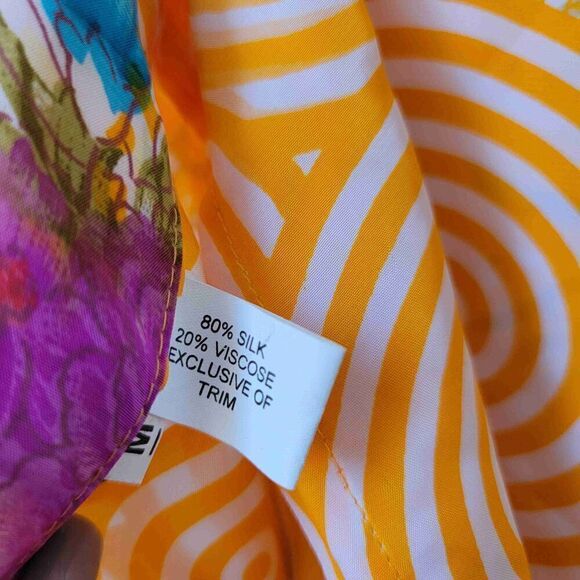 80% SILK
20% VISCOSE
EXCLUSIVE OF
TRIM
M